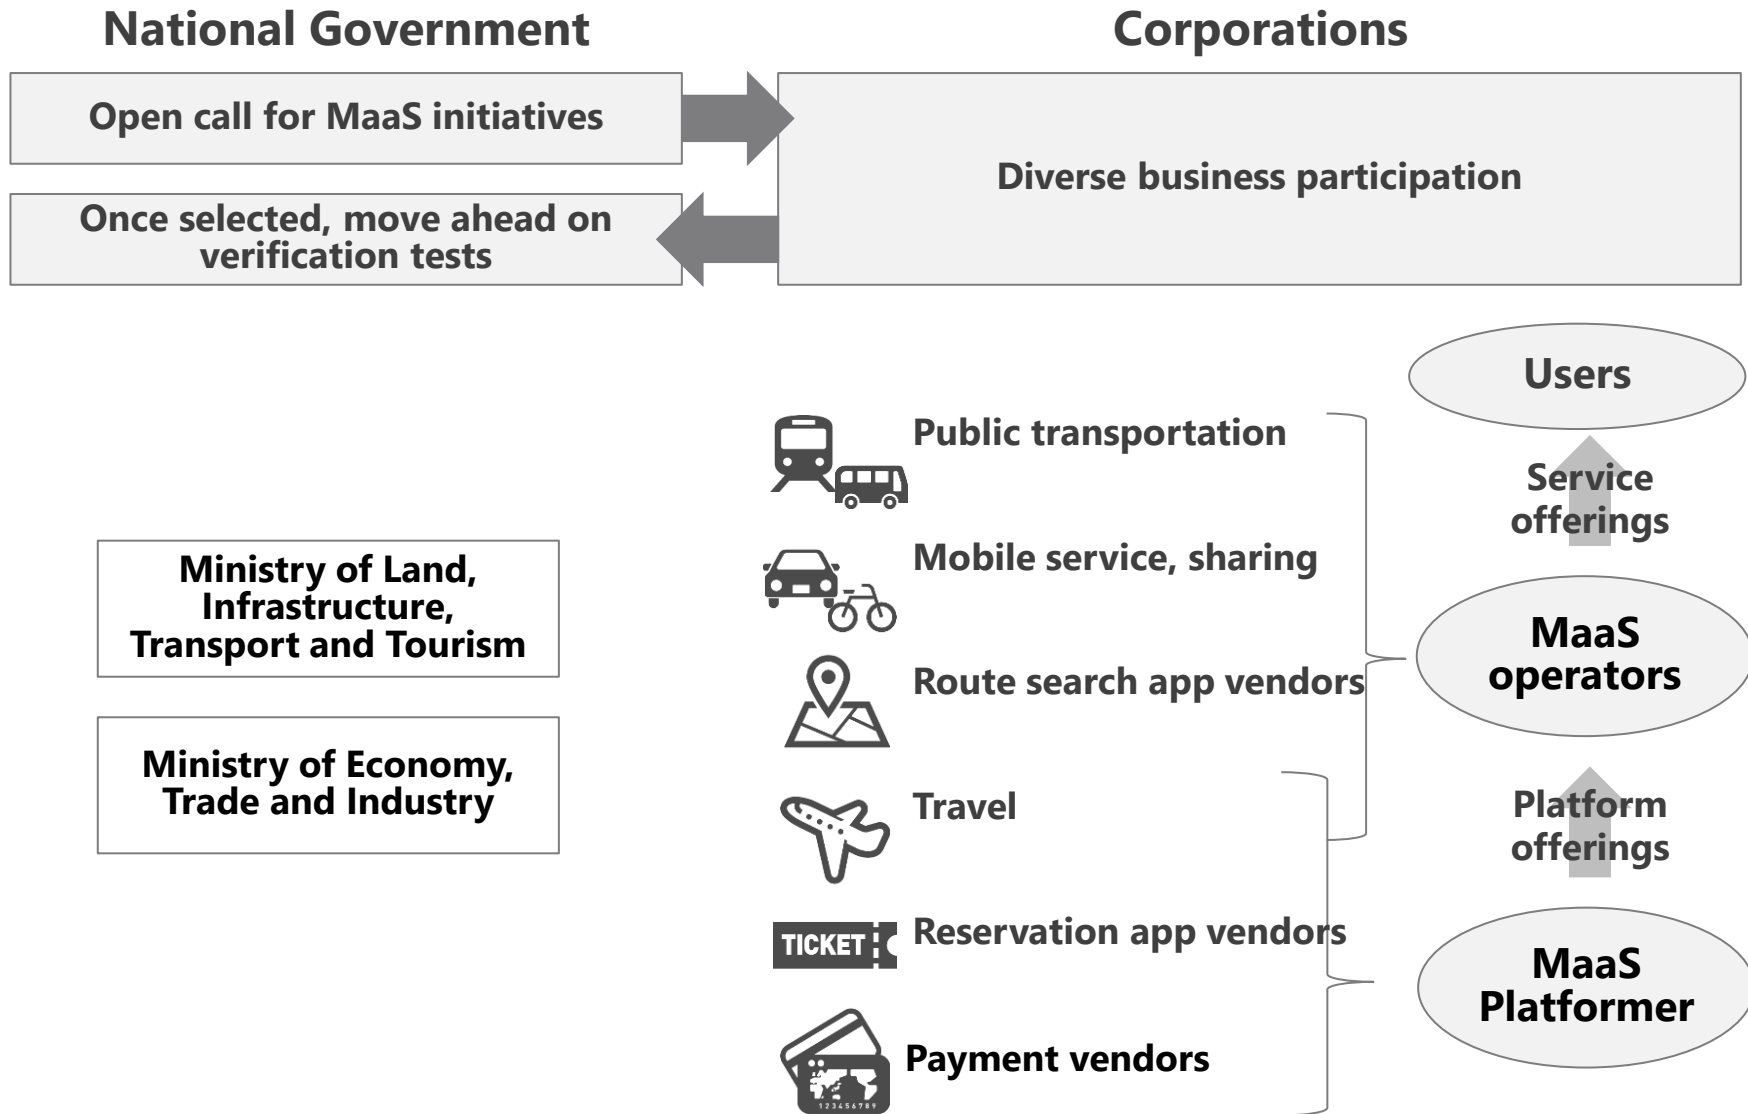 National Government
Corporations
Open call for MaaS initiatives
Diverse business participation
Once selected, move ahead on
verification tests
Users
Public transportation
Service
offerings
Mobile service, sharing
Ministry of Land,
Infrastructure,
Transport and Tourism
MaaS
operators
Route search app vendors
Ministry of Economy,
Trade and Industry
Travel
Platform
offerings
TICKET
Reservation app vendors
MaaS
Platformer
Payment vendors
123456789